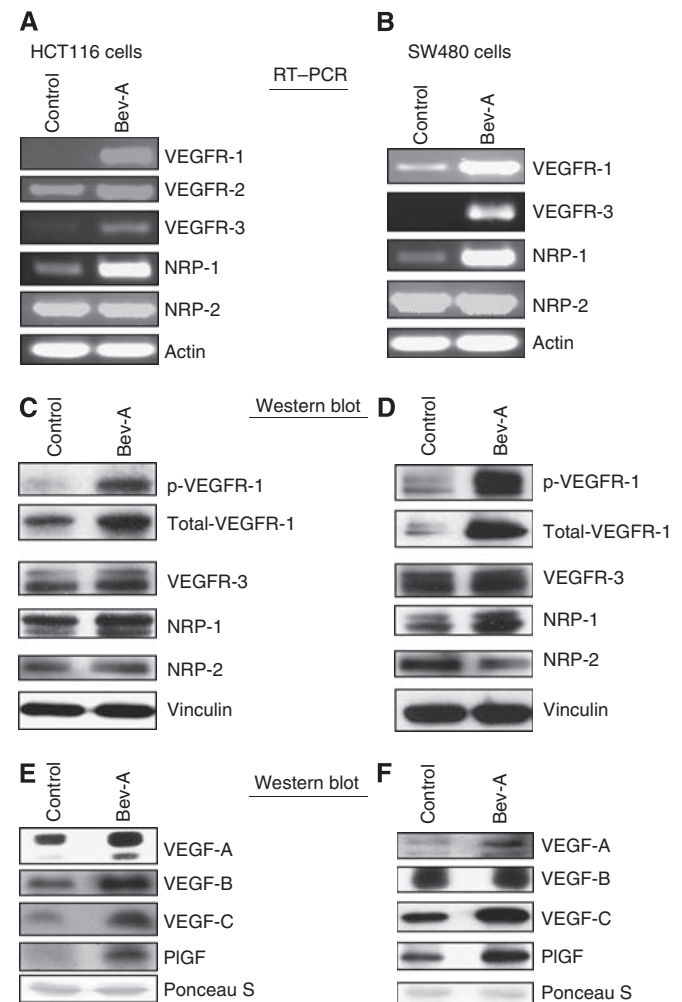 A
HCT116 cells
RT–PCR
Control
Bev-A
VEGFR-1
VEGFR-2
VEGFR-3
NRP-1
NRP-2
Actin
B
SW480 cells
Control
Bev-A
VEGFR-1
VEGFR-3
NRP-1
NRP-2
Actin
Western blot
C
Control
Bev-A
p-VEGFR-1
Total-VEGFR-1
VEGFR-3
NRP-1
NRP-2
Vinculin
D
Control
Bev-A
p-VEGFR-1
Total-VEGFR-1
VEGFR-3
NRP-1
NRP-2
Vinculin
Western blot
E
Control
Bev-A
VEGF-A
VEGF-B
VEGF-C
PlGF
Ponceau S
F
Control
Bev-A
VEGF-A
VEGF-B
VEGF-C
PlGF
Ponceau S